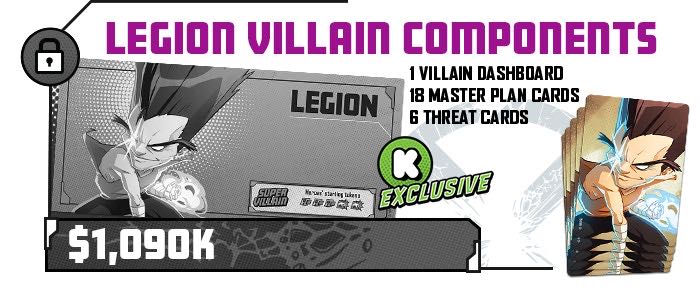 LEGION VILLAIN COMPONENTS
1 VILLAIN DASHBOARD
18 MASTER PLAN CARDS
6 THREAT CARDS
LEGION
SUPER VILLAIN
Heroes' starting tokens
K
EXCLUSIVE
$1,090K